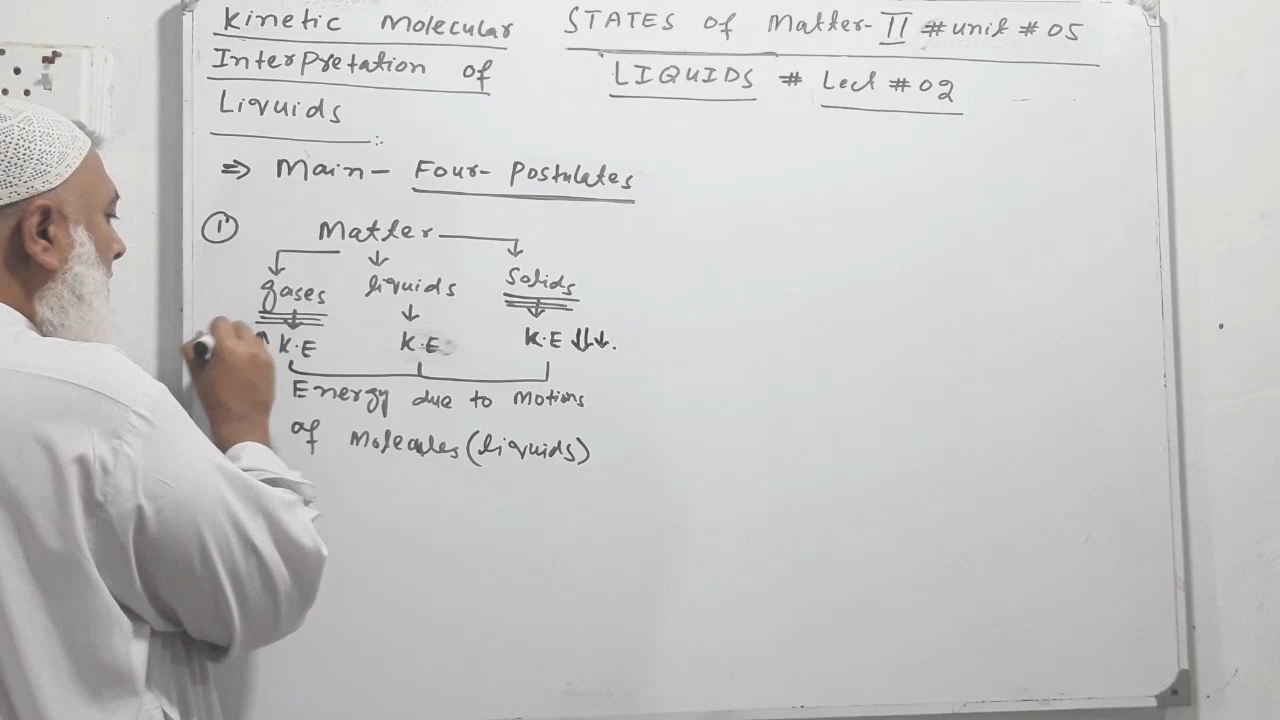 Kinetic Molecular
Interpretation of
Liquids
STATES of Matter-II #unit #05
LIQUIDS # Lect #02
⇒ Main- Four- Postulates
① Matter
gases liquids Solids
↑ K.E K.E K.E ↓↓↓.
Energy due to Motions
of Molecules (liquids)